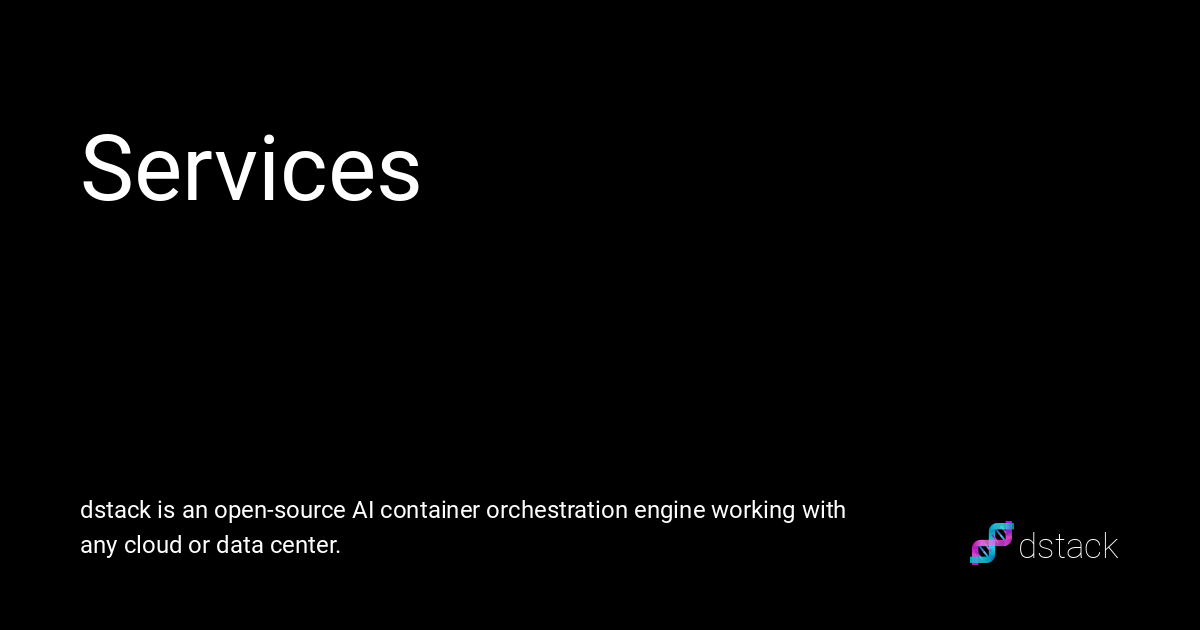 Services
dstack is an open-source AI container orchestration engine working with
any cloud or data center.
dstack